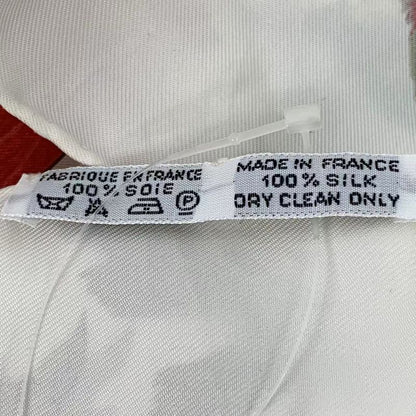 FABRIQUE EN FRANCE
100% SOIE
P
MADE IN FRANCE
100% SILK
DRY CLEAN ONLY